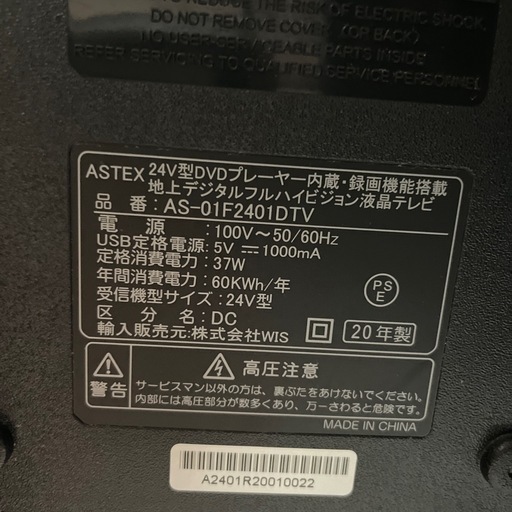 TO REDUCE THE RISK OF ELECTRIC SHOCK,
DO NOT REMOVE COVER (OR BACK)
NO USER-SERVICEABLE PARTS INSIDE
REFER SERVICING TO QUALIFIED SERVICE PERSONNEL
ASTEX 24V型DVDプレーヤー内蔵・録画機能搭載
地上デジタルフルハイビジョン液晶テレビ
品 番: AS-01F2401DTV
電 源 :100V～50/60Hz
USB定格電源: 5V ⎓ 1000mA
定格消費電力: 37W
年間消費電力: 60KWh/年
受信機型サイズ: 24V型
区 分 名: DC
輸入販売元:株式会社WIS
PS
E
20年製
警告
高圧注意
サービスマン以外の方は、裏ぶたをあけないでください。
内部には高圧部分が数多くあり、万一さわると危険です。
MADE IN CHINA
A2401R20010022